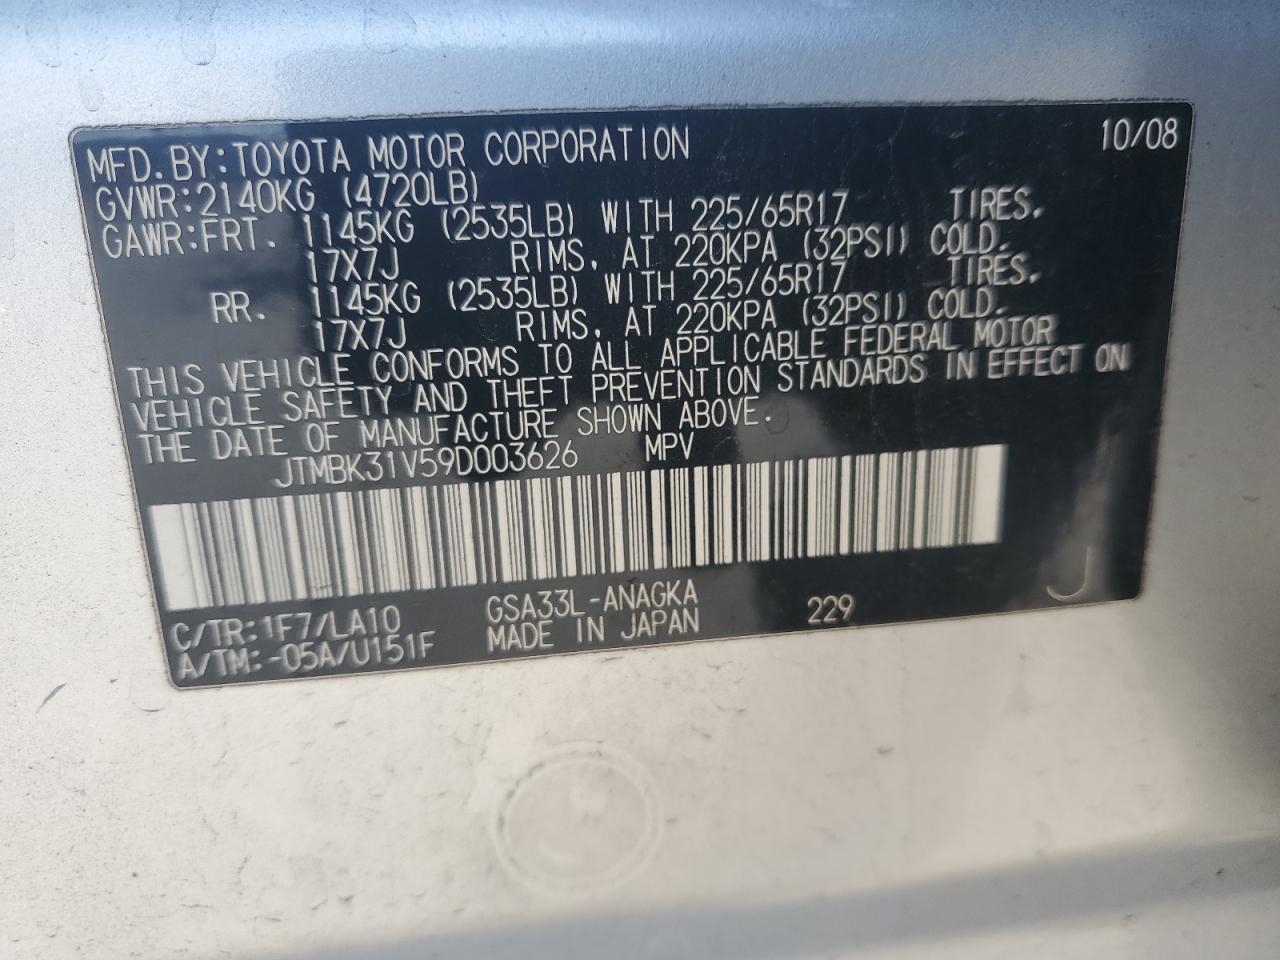 MFD. BY: TOYOTA MOTOR CORPORATION 10/08
GVWR: 2140KG (4720LB)
GAWR: FRT. 1145KG (2535LB) WITH 225/65R17 TIRES.
17X7J RIMS, AT 220KPA (32PSI) COLD.
RR. 1145KG (2535LB) WITH 225/65R17 TIRES.
17X7J RIMS, AT 220KPA (32PSI) COLD.
THIS VEHICLE CONFORMS TO ALL APPLICABLE FEDERAL MOTOR
VEHICLE SAFETY AND THEFT PREVENTION STANDARDS IN EFFECT ON
THE DATE OF MANUFACTURE SHOWN ABOVE.
JTMBK31V59D003626 MPV
C/TR: 1F7/LA10 GSA33L-ANAGKA 229 J
A/TM: -05A/U151F MADE IN JAPAN